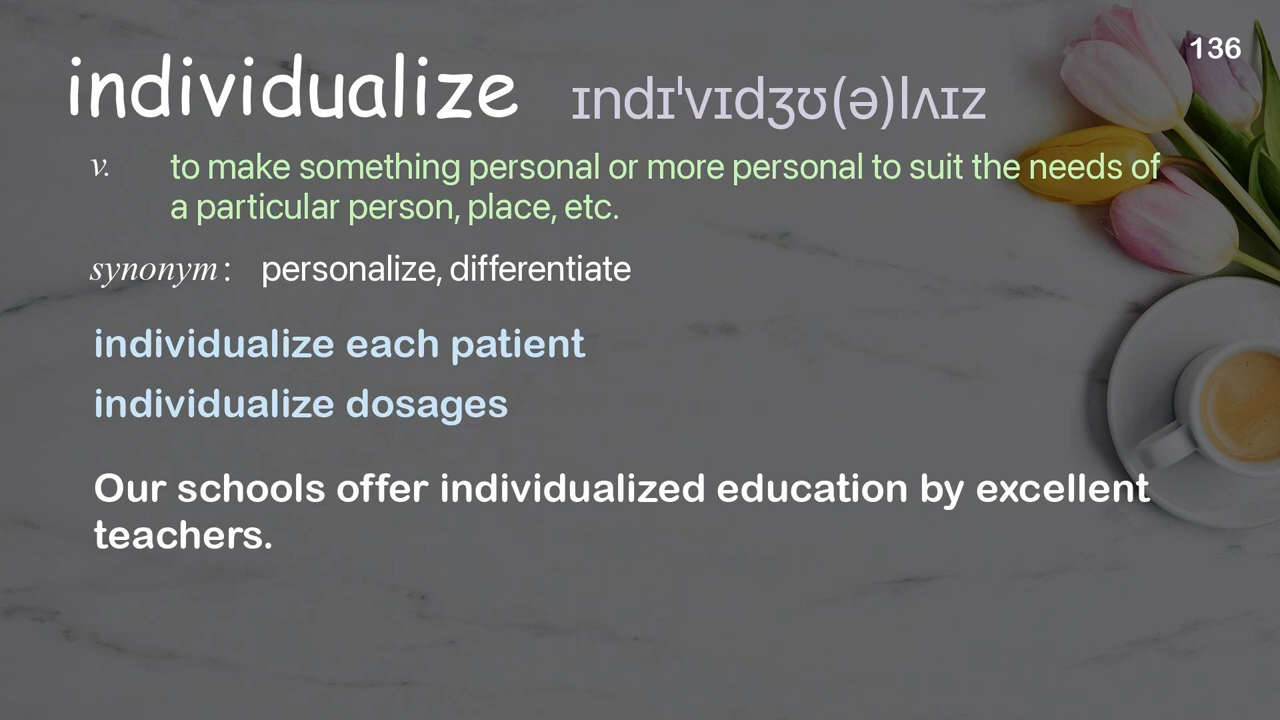 136
individualize ɪndɪˈvɪdʒʊ(ə)lʌɪz
v. to make something personal or more personal to suit the needs of
a particular person, place, etc.
synonym: personalize, differentiate
individualize each patient
individualize dosages
Our schools offer individualized education by excellent
teachers.